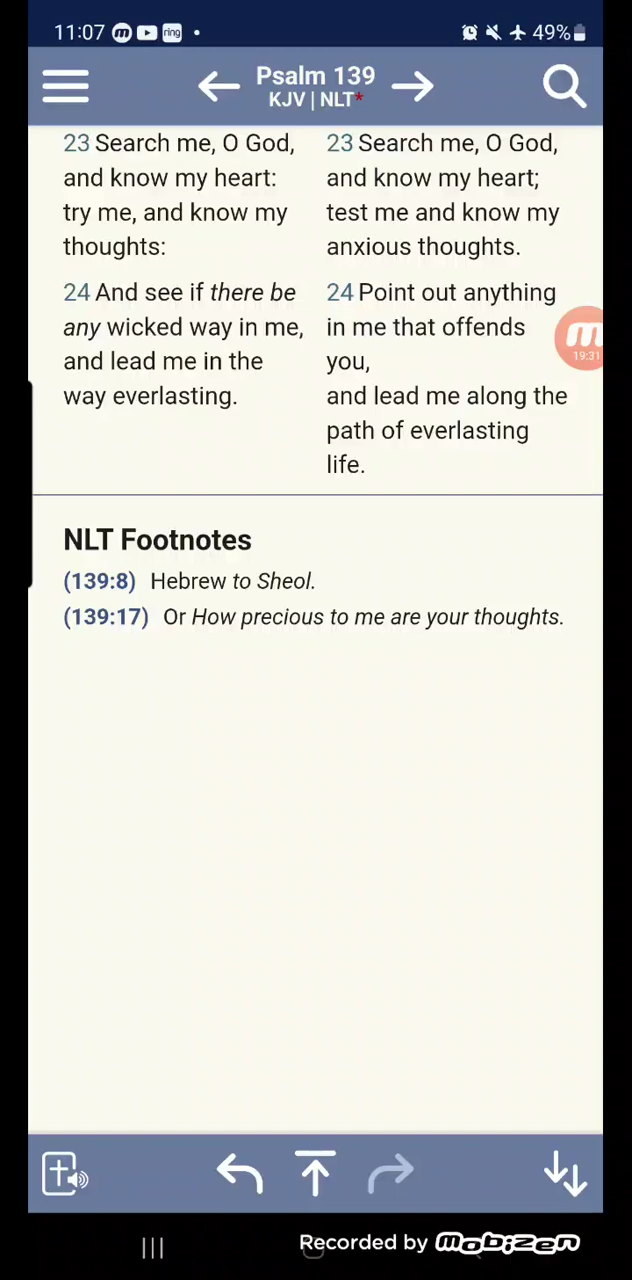 11:07 m ring 49%
Psalm 139
KJV | NLT*
23 Search me, O God,
and know my heart:
try me, and know my
thoughts:
24 And see if there be
any wicked way in me,
and lead me in the
way everlasting.
23 Search me, O God,
and know my heart;
test me and know my
anxious thoughts.
24 Point out anything
in me that offends
you,
and lead me along the
path of everlasting
life.
m
19:31
NLT Footnotes
(139:8) Hebrew to Sheol.
(139:17) Or How precious to me are your thoughts.
Recorded by mobizen